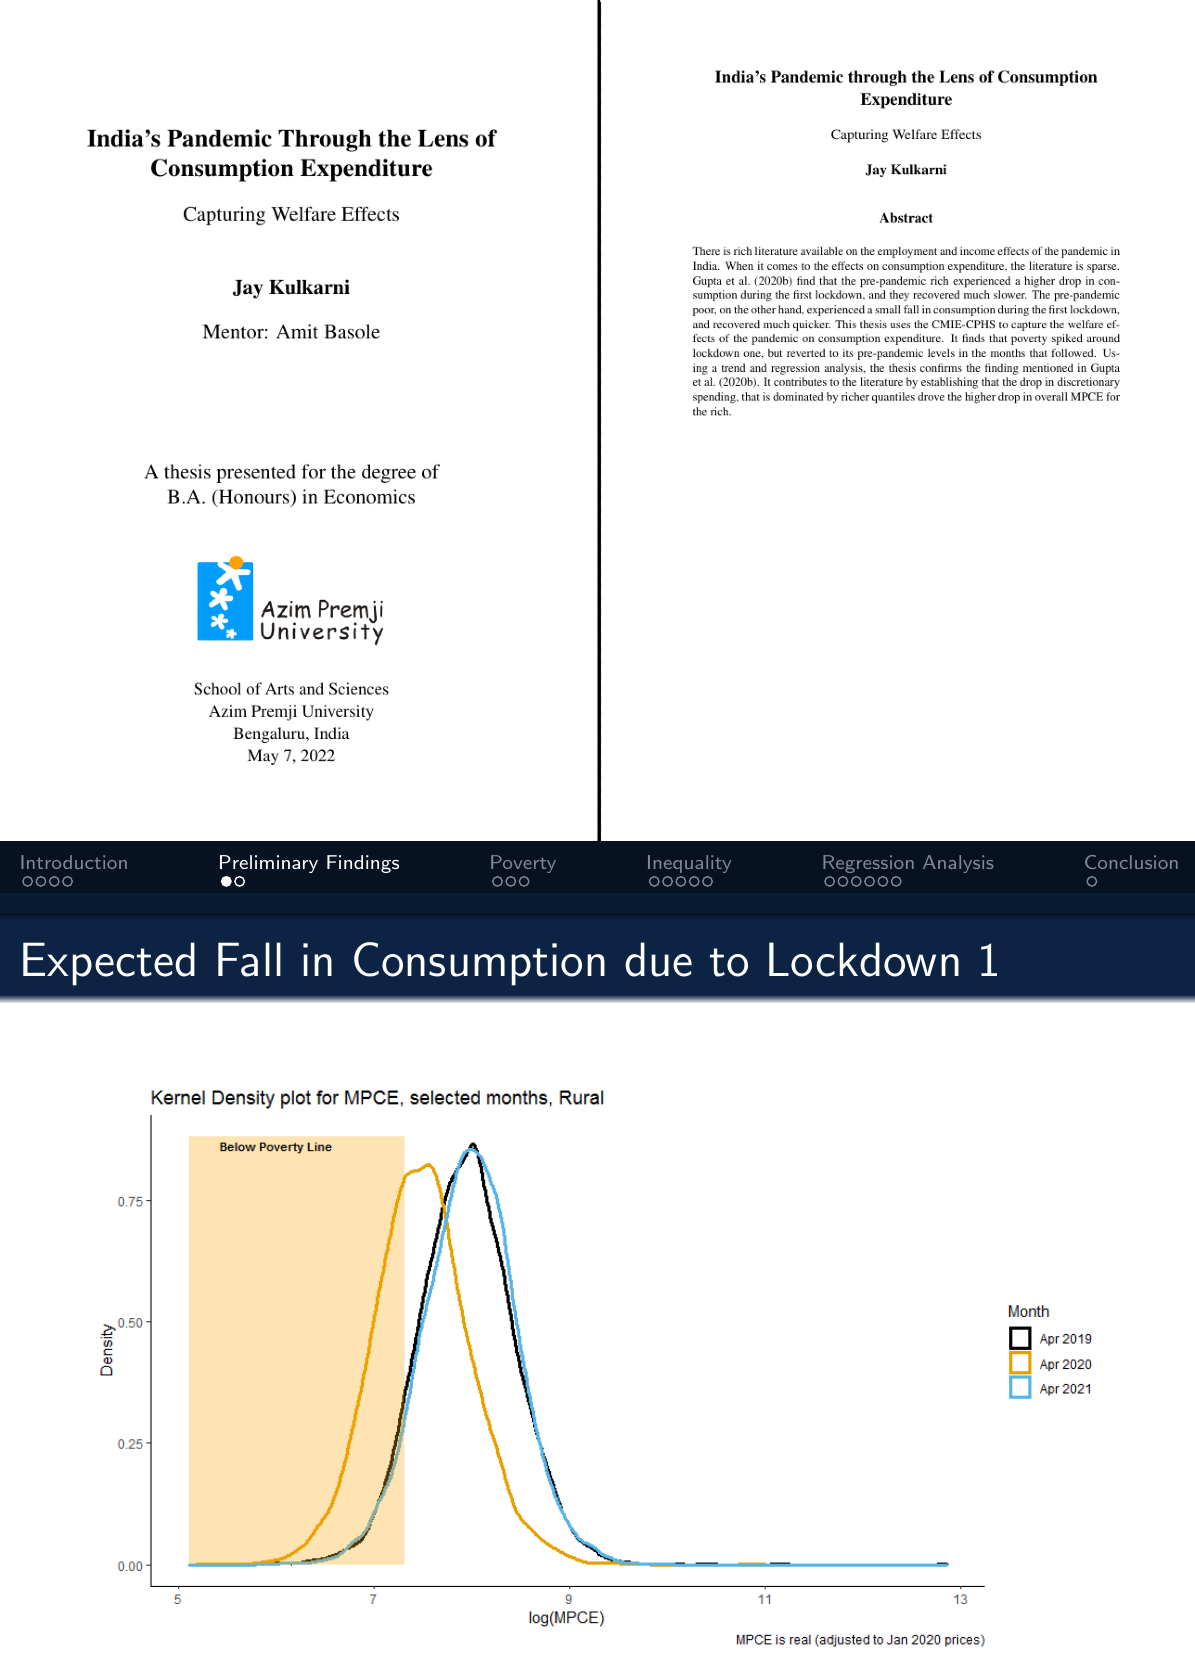 India's Pandemic Through the Lens of
Consumption Expenditure
Capturing Welfare Effects
Jay Kulkarni
Mentor: Amit Basole
A thesis presented for the degree of
B.A. (Honours) in Economics
Azim Premji
University
School of Arts and Sciences
Azim Premji University
Bengaluru, India
May 7, 2022
India's Pandemic through the Lens of Consumption
Expenditure
Capturing Welfare Effects
Jay Kulkarni
Abstract
There is rich literature available on the employment and income effects of the pandemic in
India. When it comes to the effects on consumption expenditure, the literature is sparse.
Gupta et al. (2020b) find that the pre-pandemic rich experienced a higher drop in con-
sumption during the first lockdown, and they recovered much slower. The pre-pandemic
poor, on the other hand, experienced a small fall in consumption during the first lockdown,
and recovered much quicker. This thesis uses the CMIE-CPHS to capture the welfare ef-
fects of the pandemic on consumption expenditure. It finds that poverty spiked around
lockdown one, but reverted to its pre-pandemic levels in the months that followed. Us-
ing a trend and regression analysis, the thesis confirms the finding mentioned in Gupta
et al. (2020b). It contributes to the literature by establishing that the drop in discretionary
spending, that is dominated by richer quantiles drove the higher drop in overall MPCE for
the rich.
Introduction Preliminary Findings Poverty Inequality Regression Analysis Conclusion
Expected Fall in Consumption due to Lockdown 1
Kernel Density plot for MPCE, selected months, Rural
Below Poverty Line
0.75
0.50
0.25
0.00
Density
5 7 9 11 13
log(MPCE)
Month
Apr 2019
Apr 2020
Apr 2021
MPCE is real (adjusted to Jan 2020 prices)